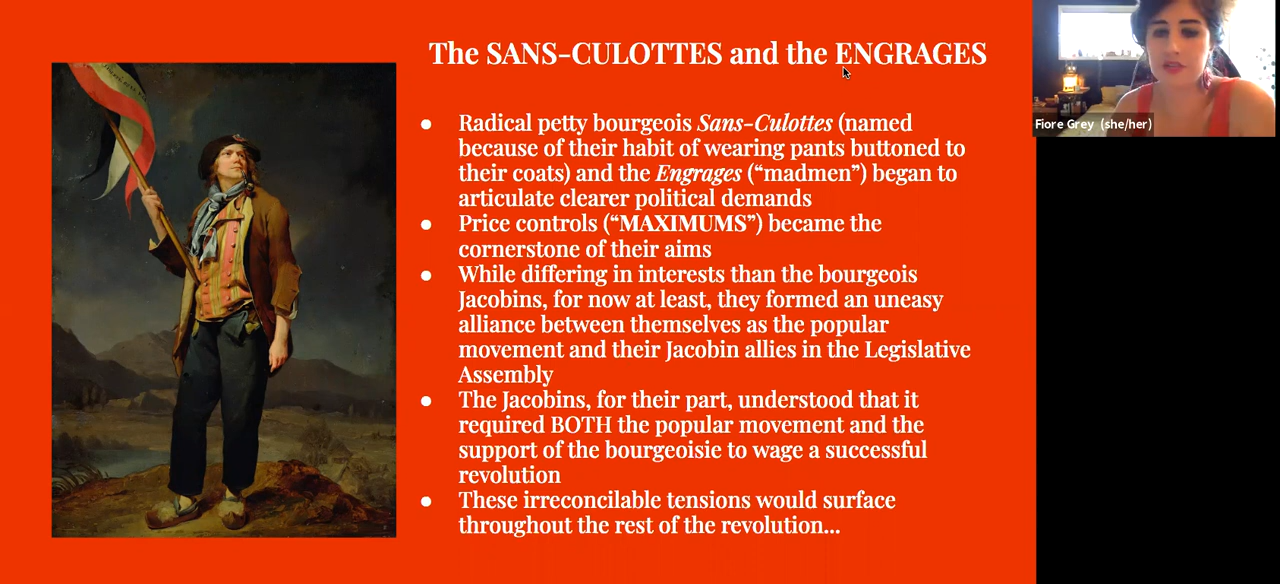 The SANS-CULOTTES and the ENGRAGES
Fiore Grey (she/her)
● Radical petty bourgeois Sans-Culottes (named
because of their habit of wearing pants buttoned to
their coats) and the Engrages (“madmen”) began to
articulate clearer political demands
● Price controls (“MAXIMUMS”) became the
cornerstone of their aims
● While differing in interests than the bourgeois
Jacobins, for now at least, they formed an uneasy
alliance between themselves as the popular
movement and their Jacobin allies in the Legislative
Assembly
● The Jacobins, for their part, understood that it
required BOTH the popular movement and the
support of the bourgeoisie to wage a successful
revolution
● These irreconcilable tensions would surface
throughout the rest of the revolution...